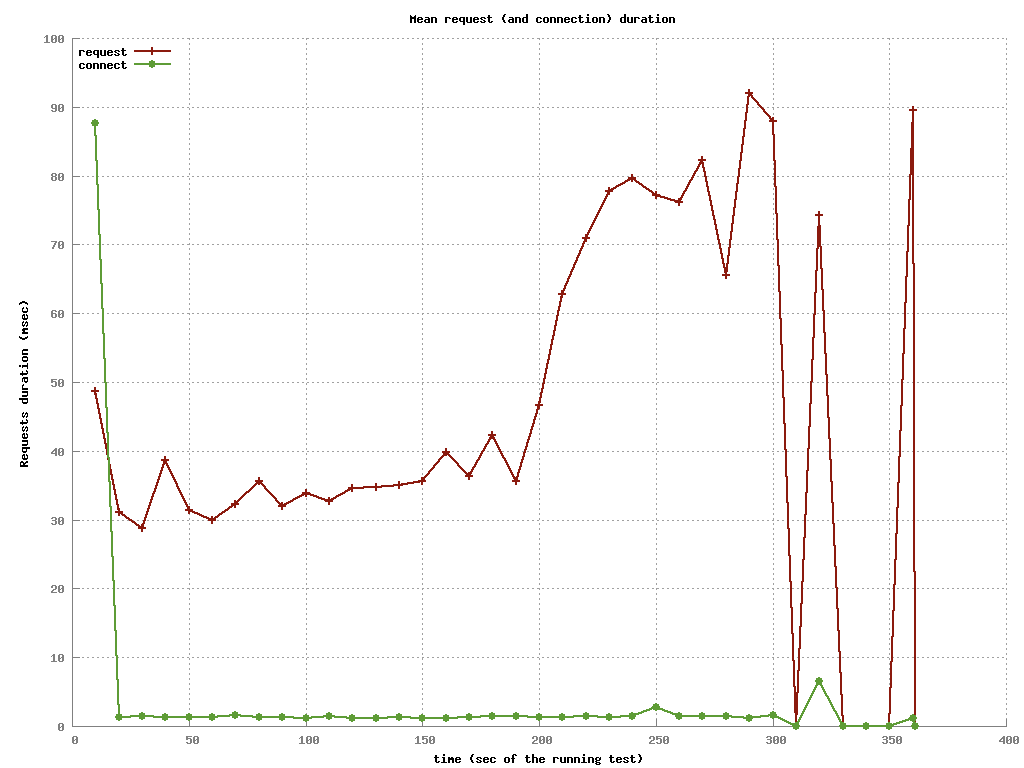 Mean request (and connection) duration
request
connect
Requests duration (msec)
100
90
80
70
60
50
40
30
20
10
0
0 50 100 150 200 250 300 350 400
time (sec of the running test)